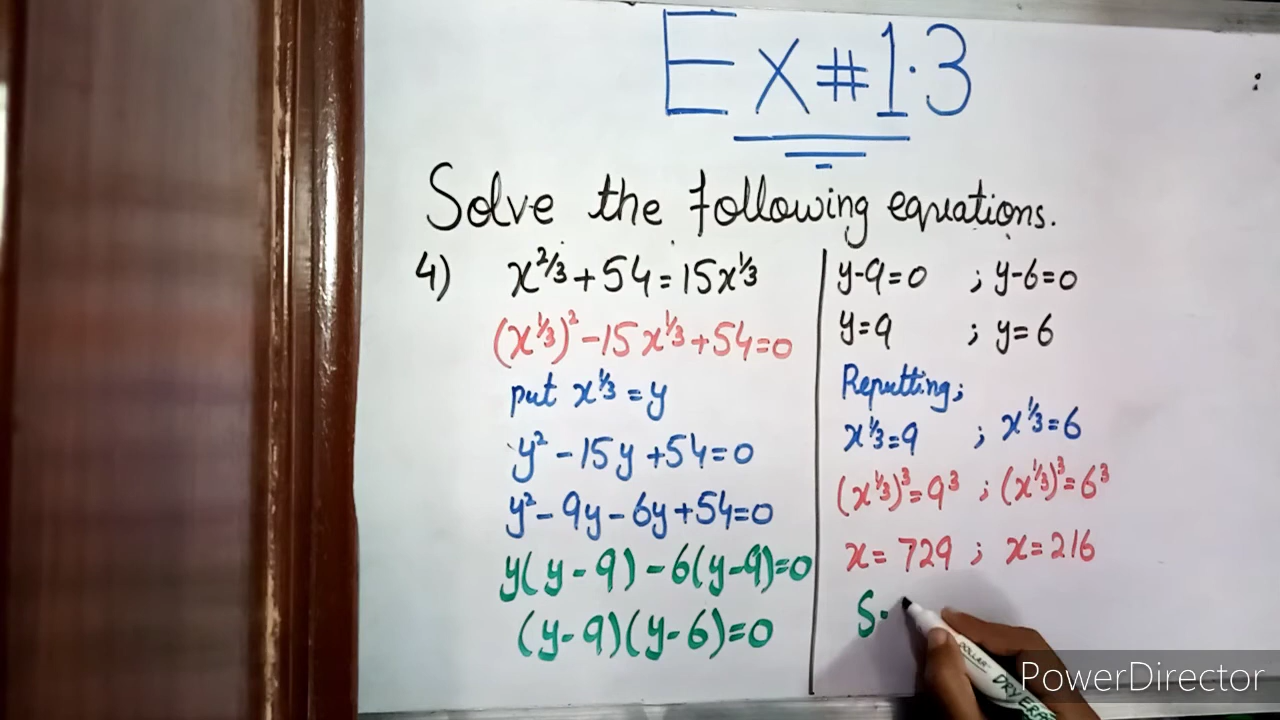 Ex#1.3
Solve the following equations.
4) x^2/3 + 54 = 15x^1/3
(x^1/3)^2 - 15x^1/3 + 54 = 0
put x^1/3 = y
y^2 - 15y + 54 = 0
y^2 - 9y - 6y + 54 = 0
y(y - 9) - 6(y - 9) = 0
(y - 9)(y - 6) = 0
y - 9 = 0 ; y - 6 = 0
y = 9 ; y = 6
Reputting;
x^1/3 = 9 ; x^1/3 = 6
(x^1/3)^3 = 9^3 ; (x^1/3)^3 = 6^3
x = 729 ; x = 216
S.
DOLLAR DRY ERA
PowerDirector